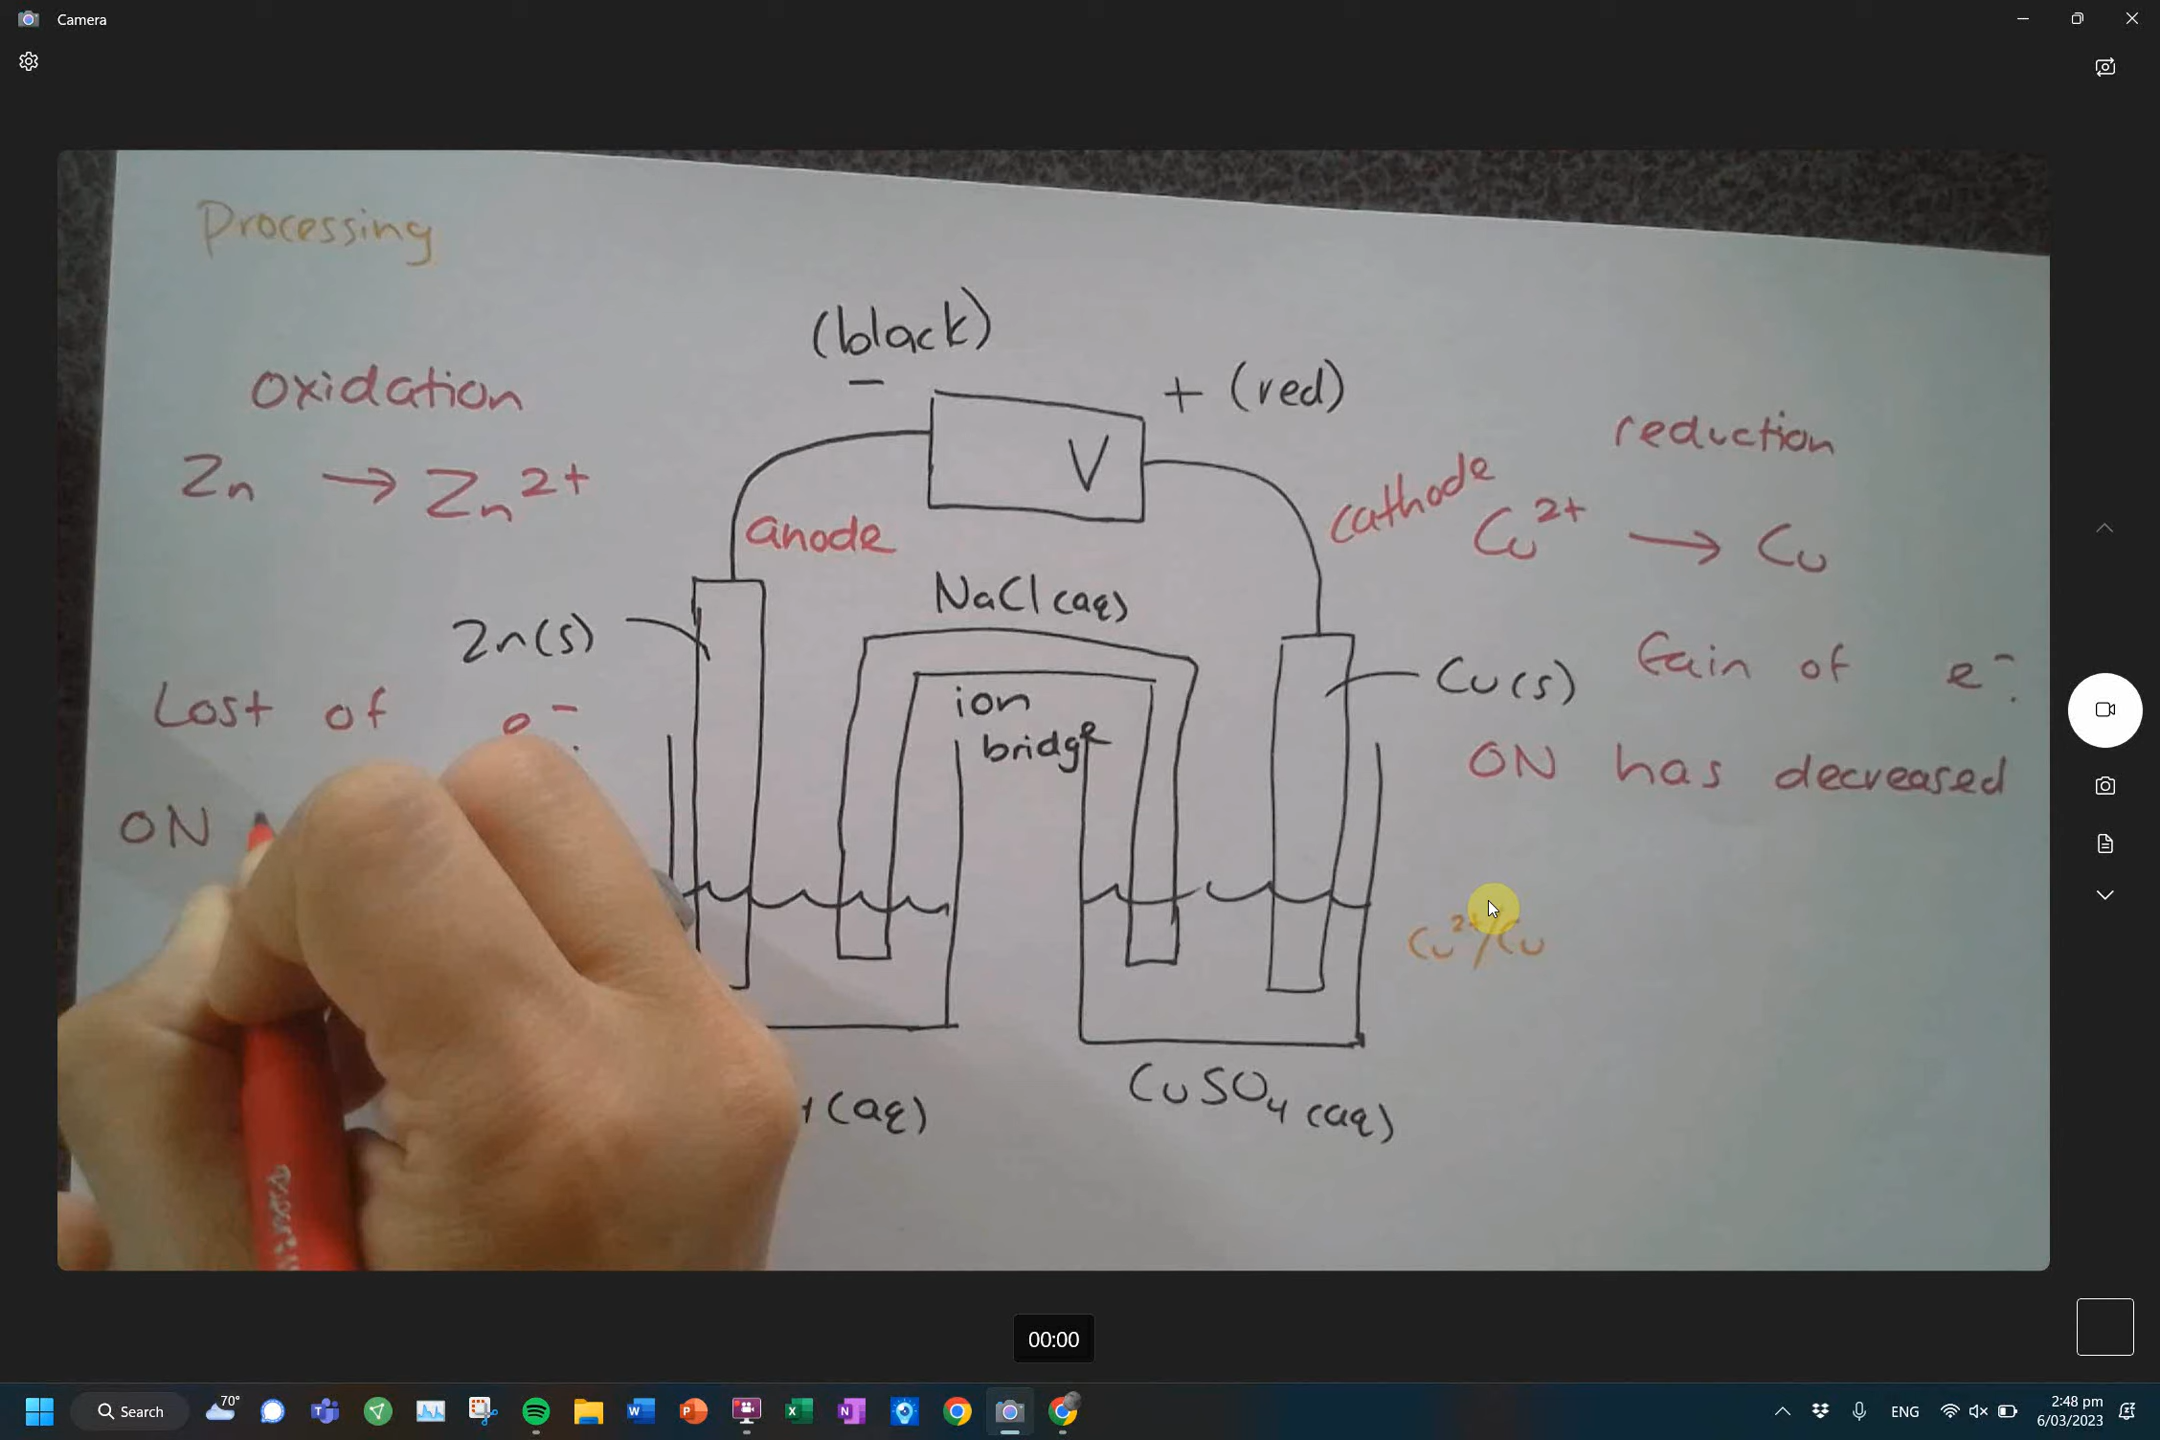 Camera
Processing
(black)
−
+ (red)
oxidation
Zn → Zn²⁺
V
reduction
anode
cathode
Cu²⁺ → Cu
NaCl(aq)
Zn(s)
ion
bridge
Cu(s)
Gain of e⁻
Lost of e⁻
ON has decreased
ON
Cu²⁺/Cu
(aq)
CuSO₄(aq)
00:00
Search
70°
ENG
2:48 pm
6/03/2023